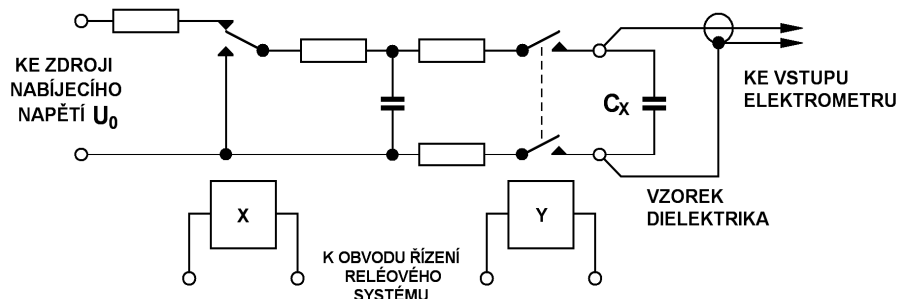 KE ZDROJI
NABÍJECÍHO
NAPĚTÍ U0
CX
KE VSTUPU
ELEKTROMETRU
VZOREK
DIELEKTRIKA
X
Y
K OBVODU ŘÍZENÍ
RELÉOVÉHO
SYSTÉMU